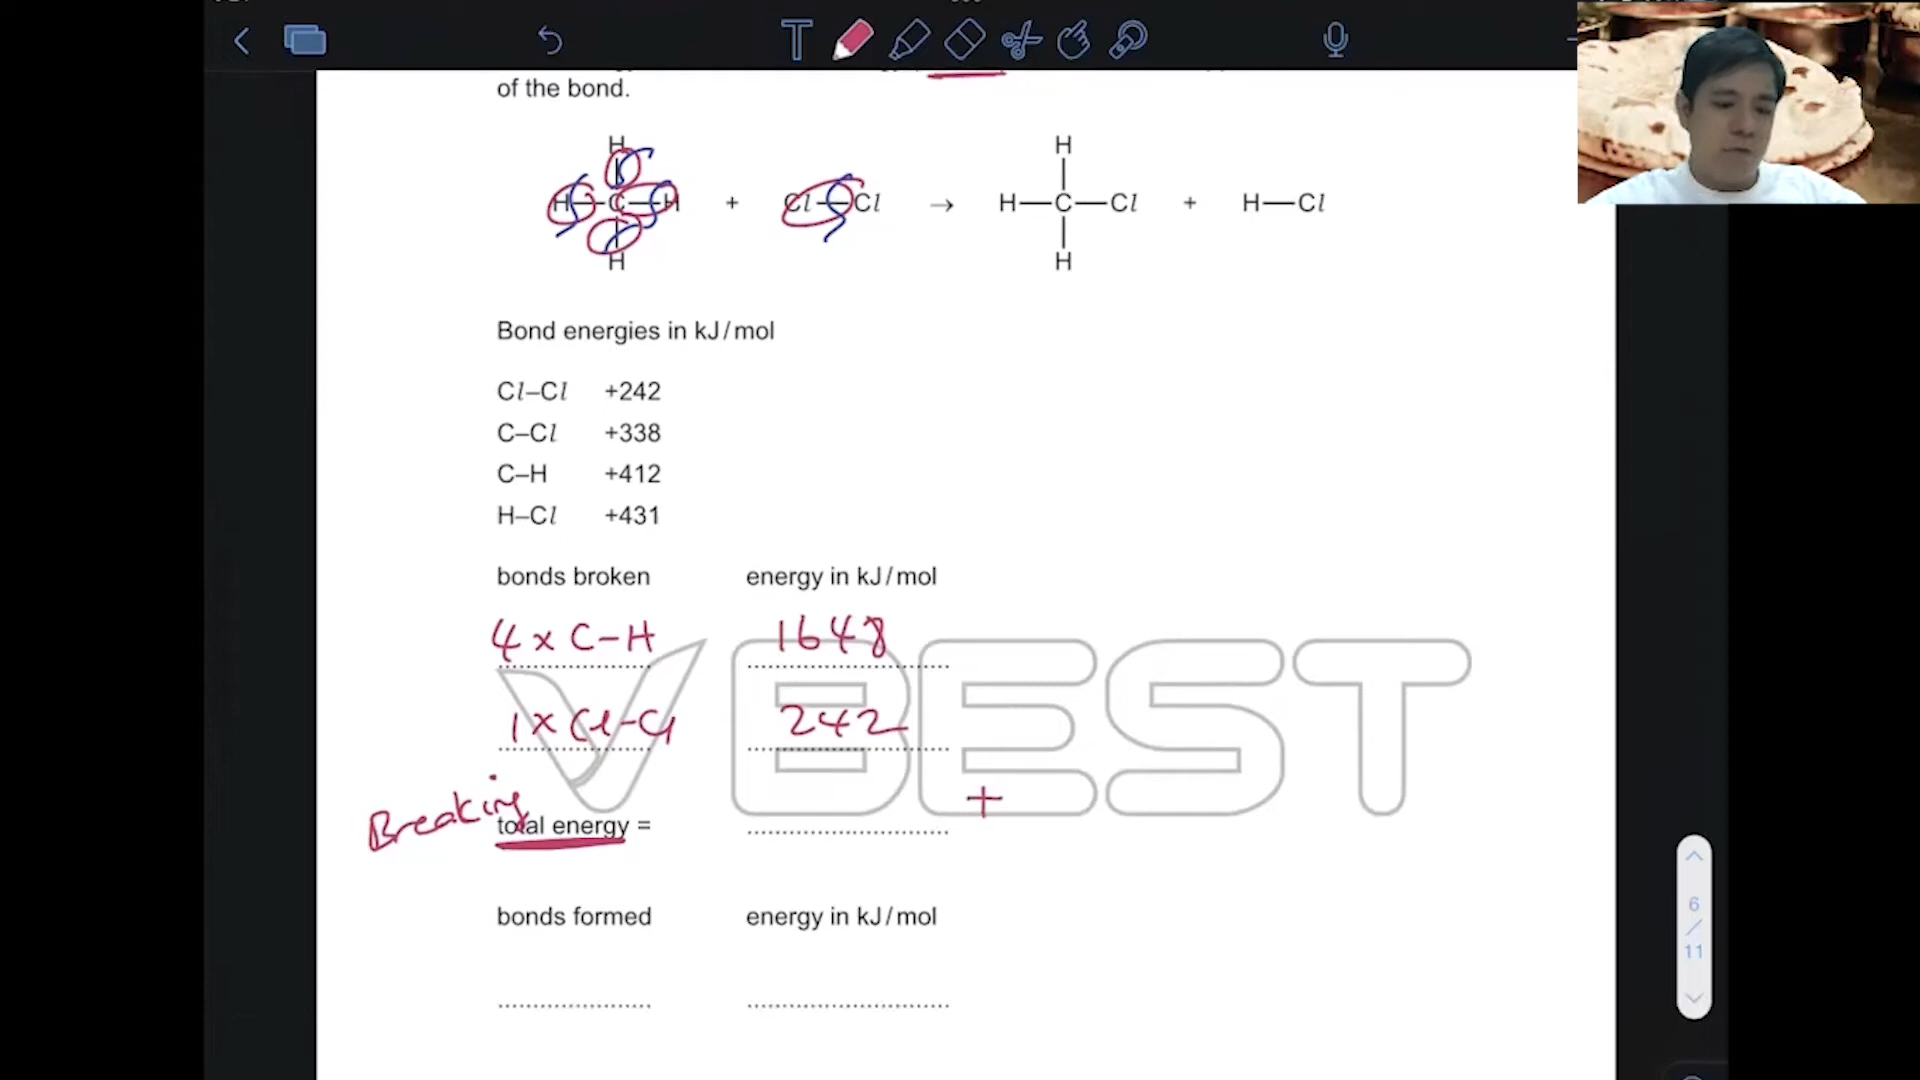 T
of the bond.
H H
H—C—H + Cl—Cl → H—C—Cl + H—Cl
H H
Bond energies in kJ/mol
Cl–Cl +242
C–Cl +338
C–H +412
H–Cl +431
bonds broken energy in kJ/mol
4 x C-H 1648
1 x Cl-Cl 242
VBEST
Breaking +
total energy =
bonds formed energy in kJ/mol
6
/
11